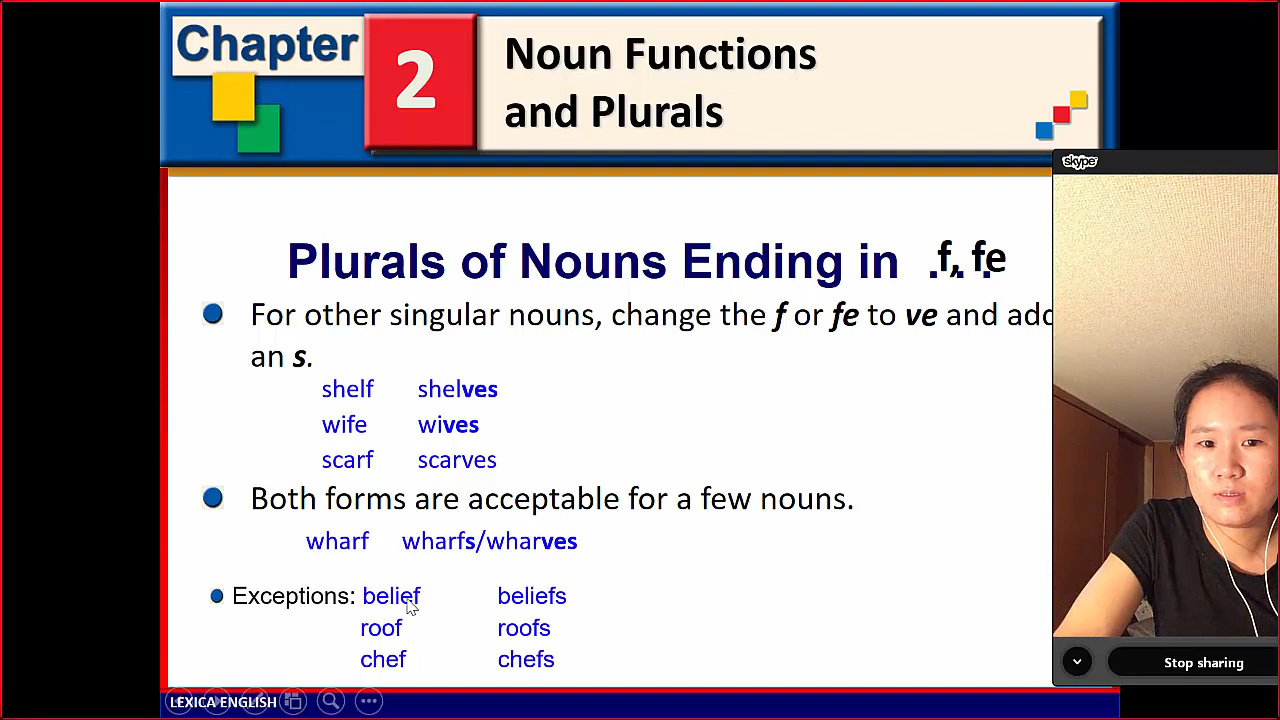 Chapter
2
Noun Functions
and Plurals
skype
Plurals of Nouns Ending in ... f, fe
For other singular nouns, change the f or fe to ve and add
an s.
shelf shelves
wife wives
scarf scarves
Both forms are acceptable for a few nouns.
wharf wharfs/wharves
Exceptions: belief beliefs
roof roofs
chef chefs
Stop sharing
LEXICA ENGLISH